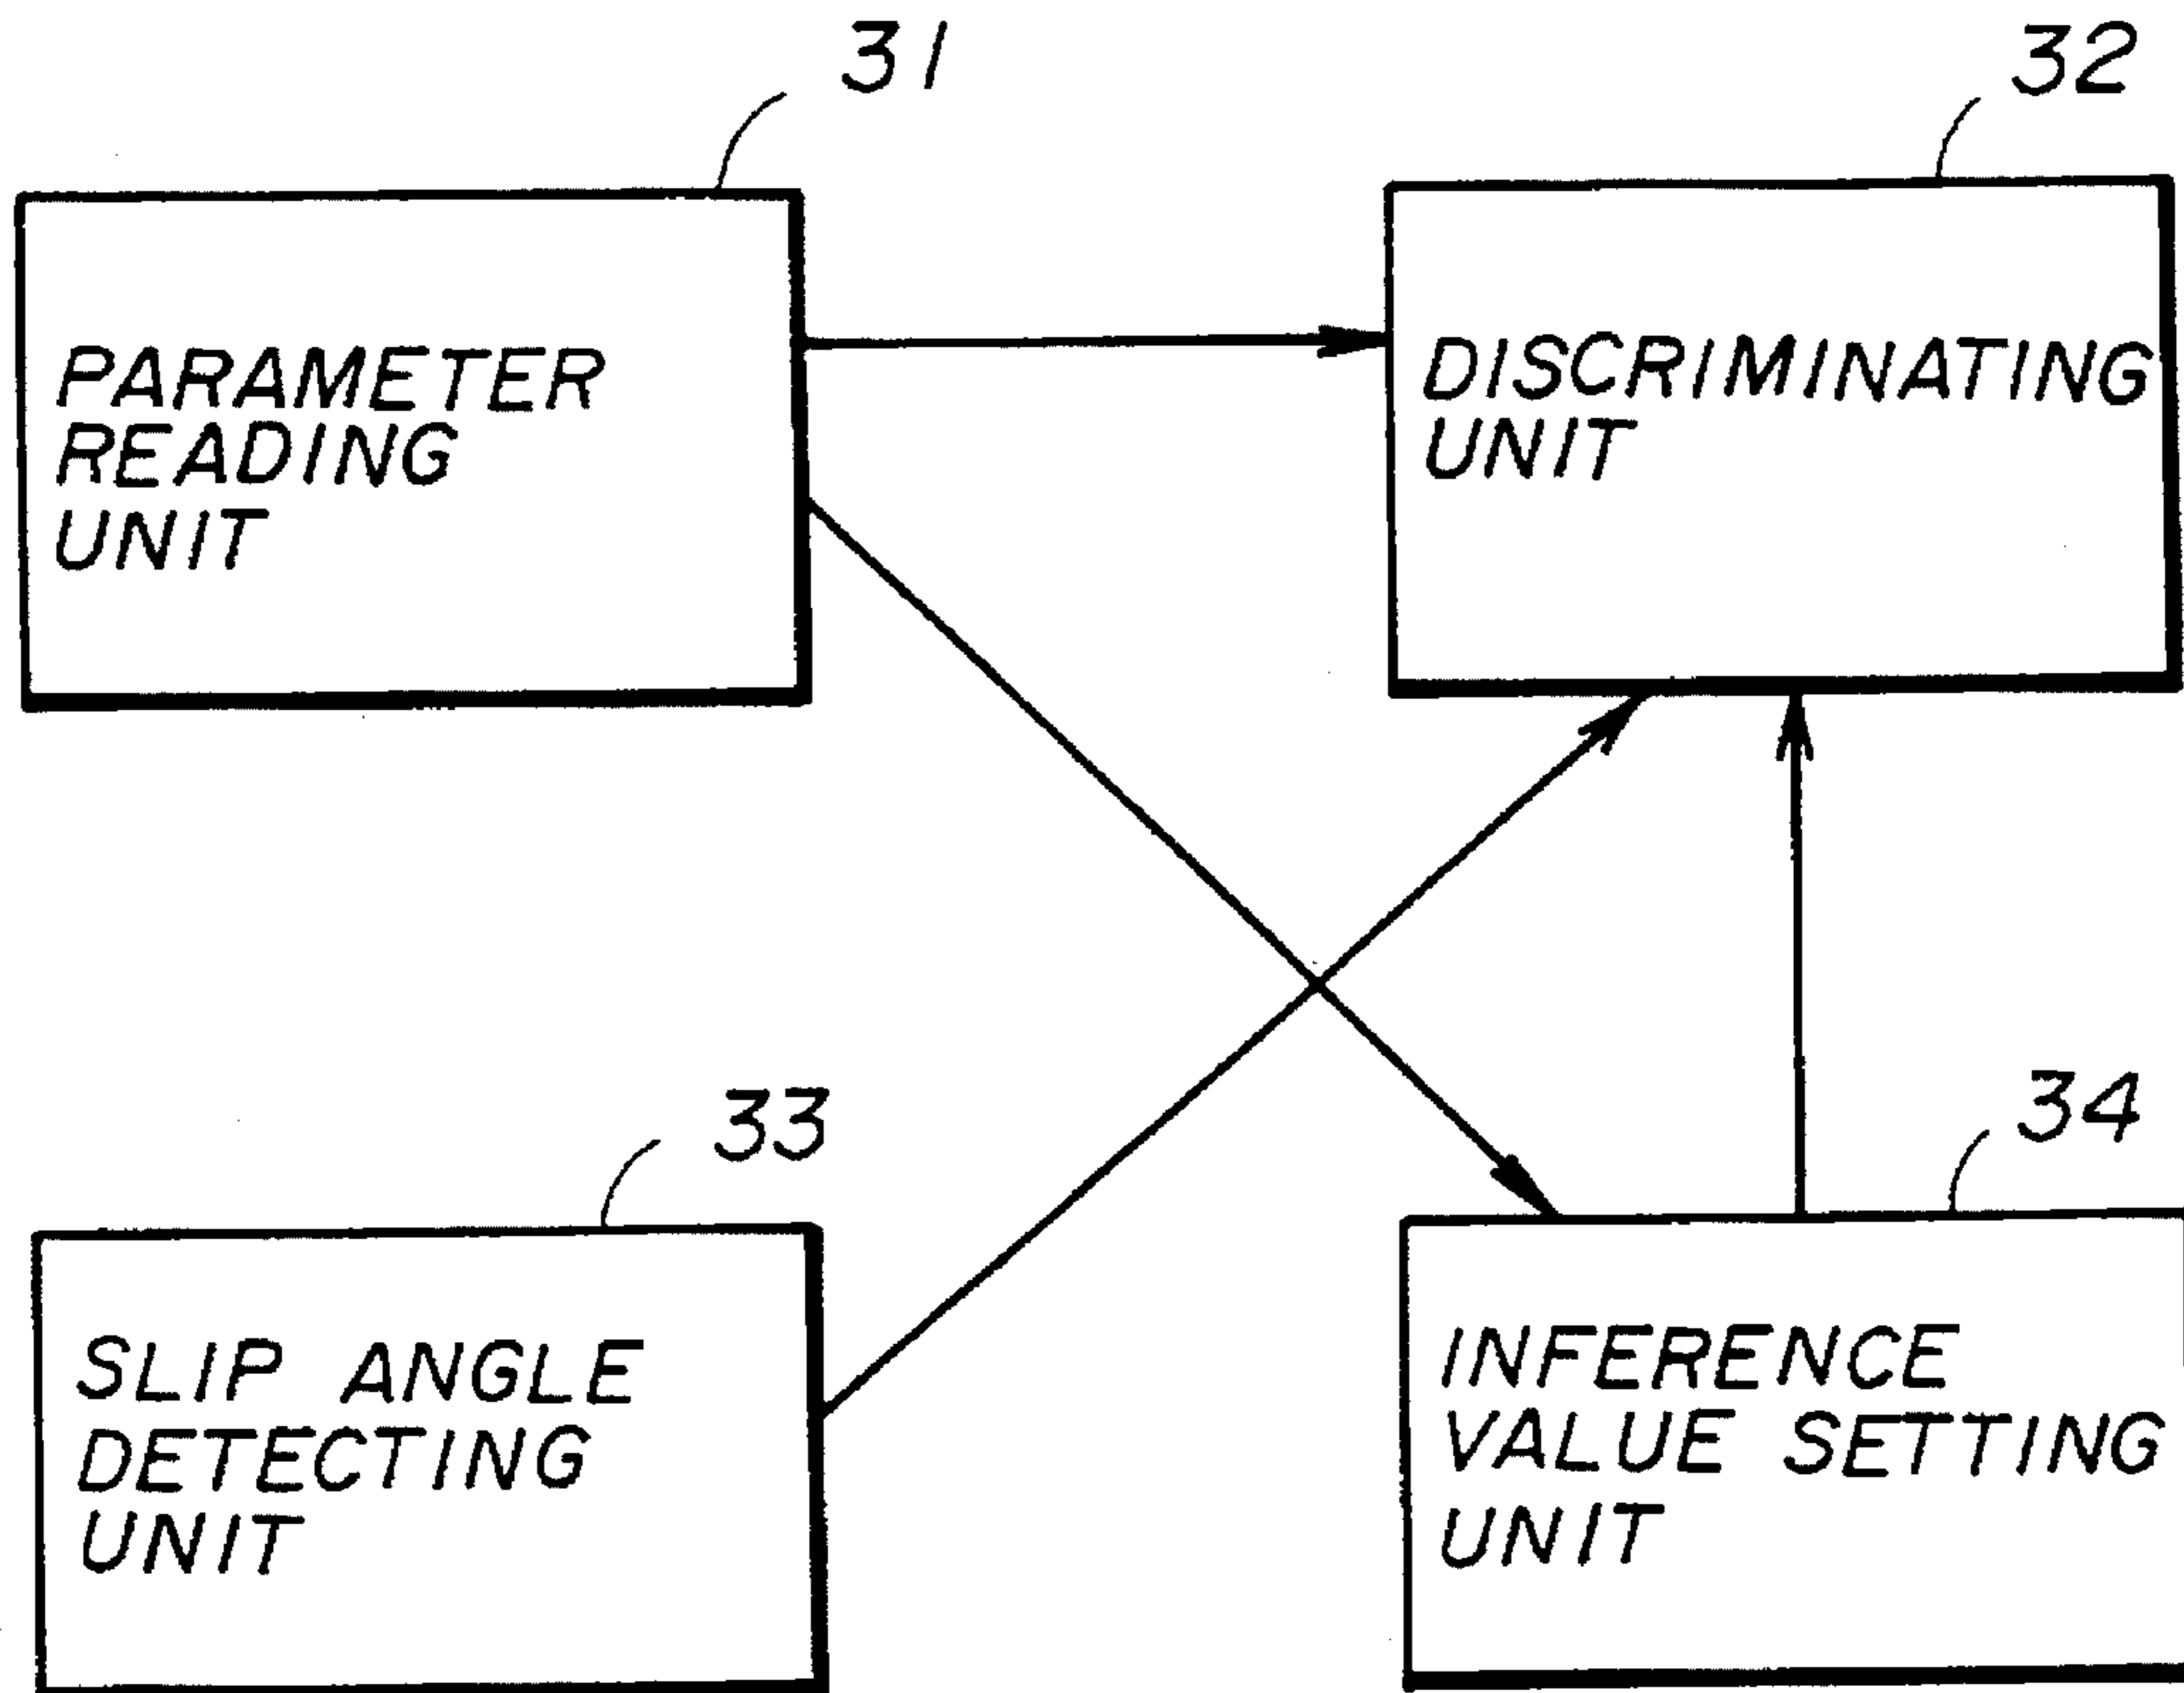 31
32
PARAMETER
READING
UNIT
DISCRIMINATING
UNIT
33
34
SLIP ANGLE
DETECTING
UNIT
INFERENCE
VALUE SETTING
UNIT